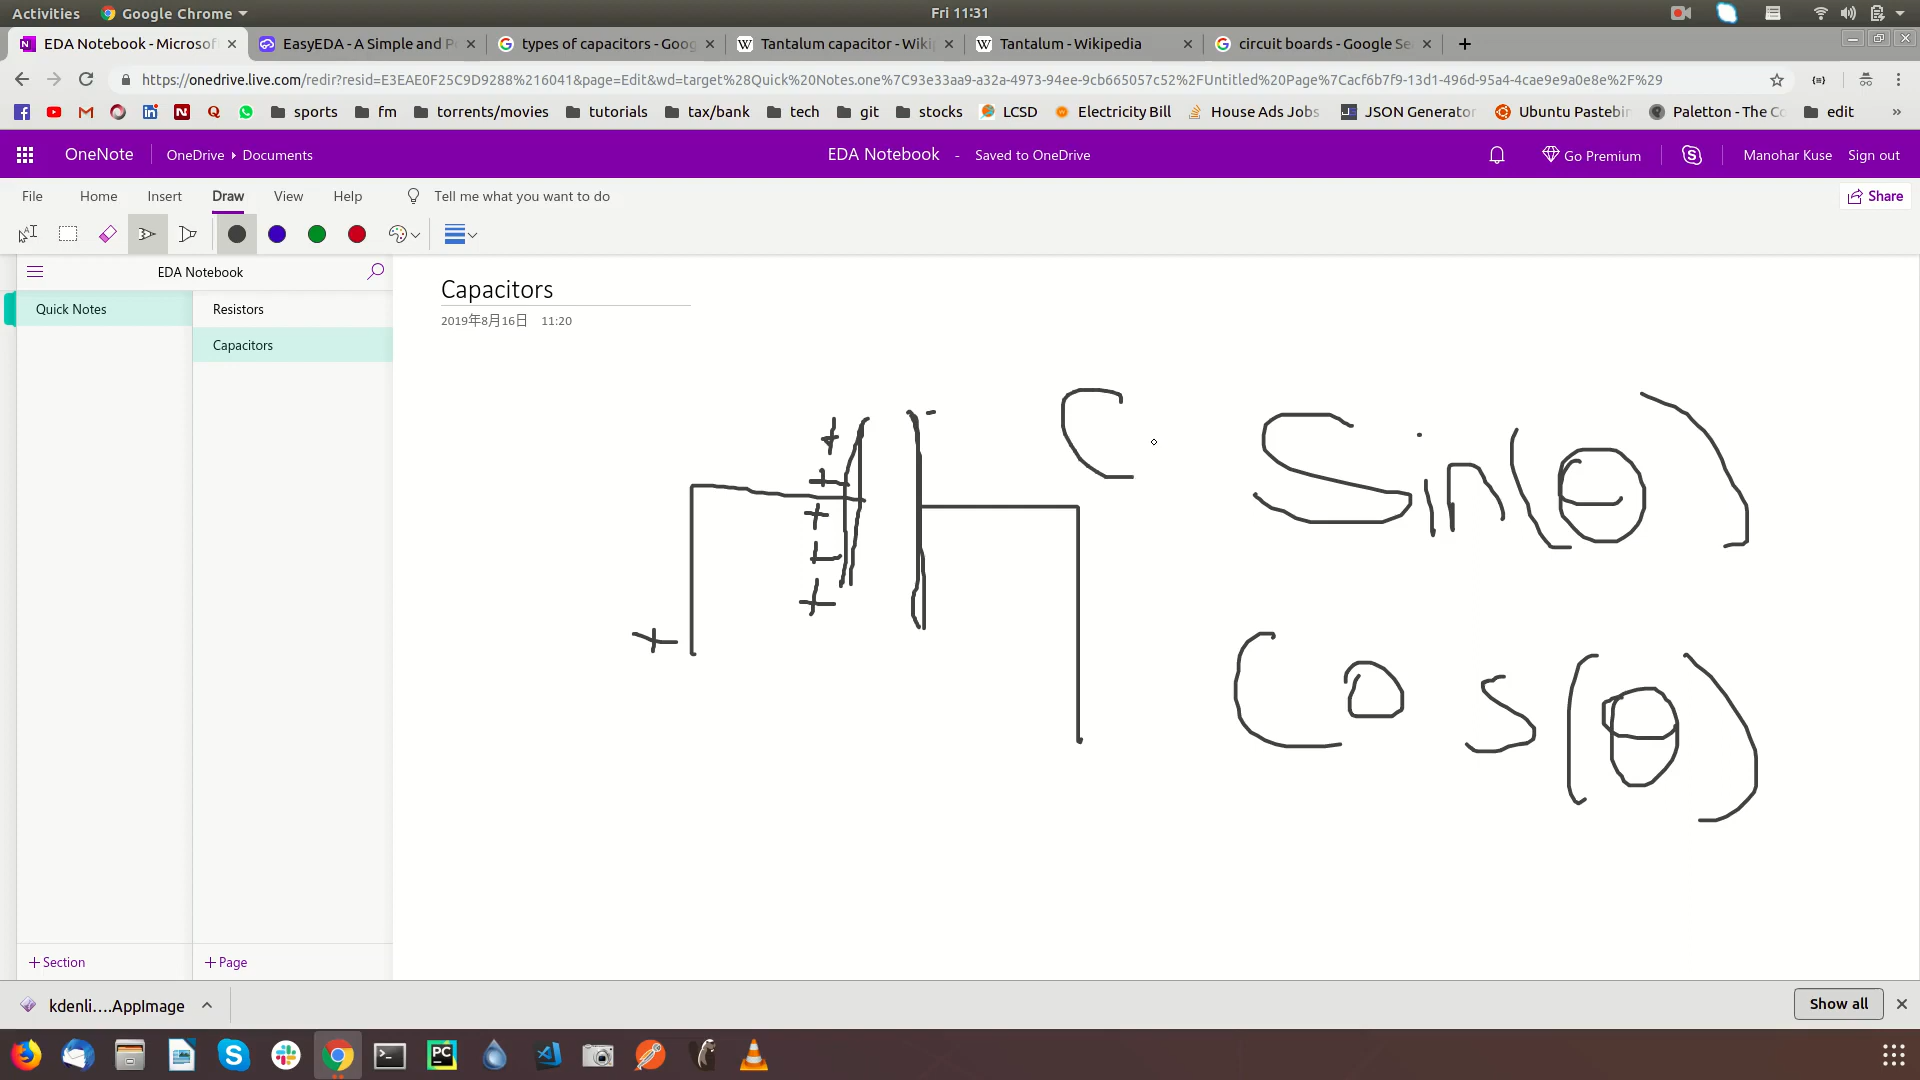 Activities Google Chrome Fri 11:31
EDA Notebook - Microsof EasyEDA - A Simple and P types of capacitors - Goog Tantalum capacitor - Wiki Tantalum - Wikipedia circuit boards - Google Se
https://onedrive.live.com/redir?resid=E3EAE0F25C9D9288%216041&page=Edit&wd=target%28Quick%20Notes.one%7C93e33aa9-a32a-4973-94ee-9cb665057c52%2FUntitled%20Page%7Cacf6b7f9-13d1-496d-95a4-4cae9e9a0e8e%2F%29
sports fm torrents/movies tutorials tax/bank tech git stocks LCSD Electricity Bill House Ads Jobs JSON Generator Ubuntu Pastebin Paletton - The Co edit »
OneNote OneDrive Documents EDA Notebook - Saved to OneDrive Go Premium Manohar Kuse Sign out
File Home Insert Draw View Help Tell me what you want to do Share
EDA Notebook
Quick Notes Resistors
Capacitors
Capacitors
2019年8月16日 11:20
+ + + + + + -
C Sin(θ)
Cos(θ)
+ Section + Page
kdenli....AppImage Show all